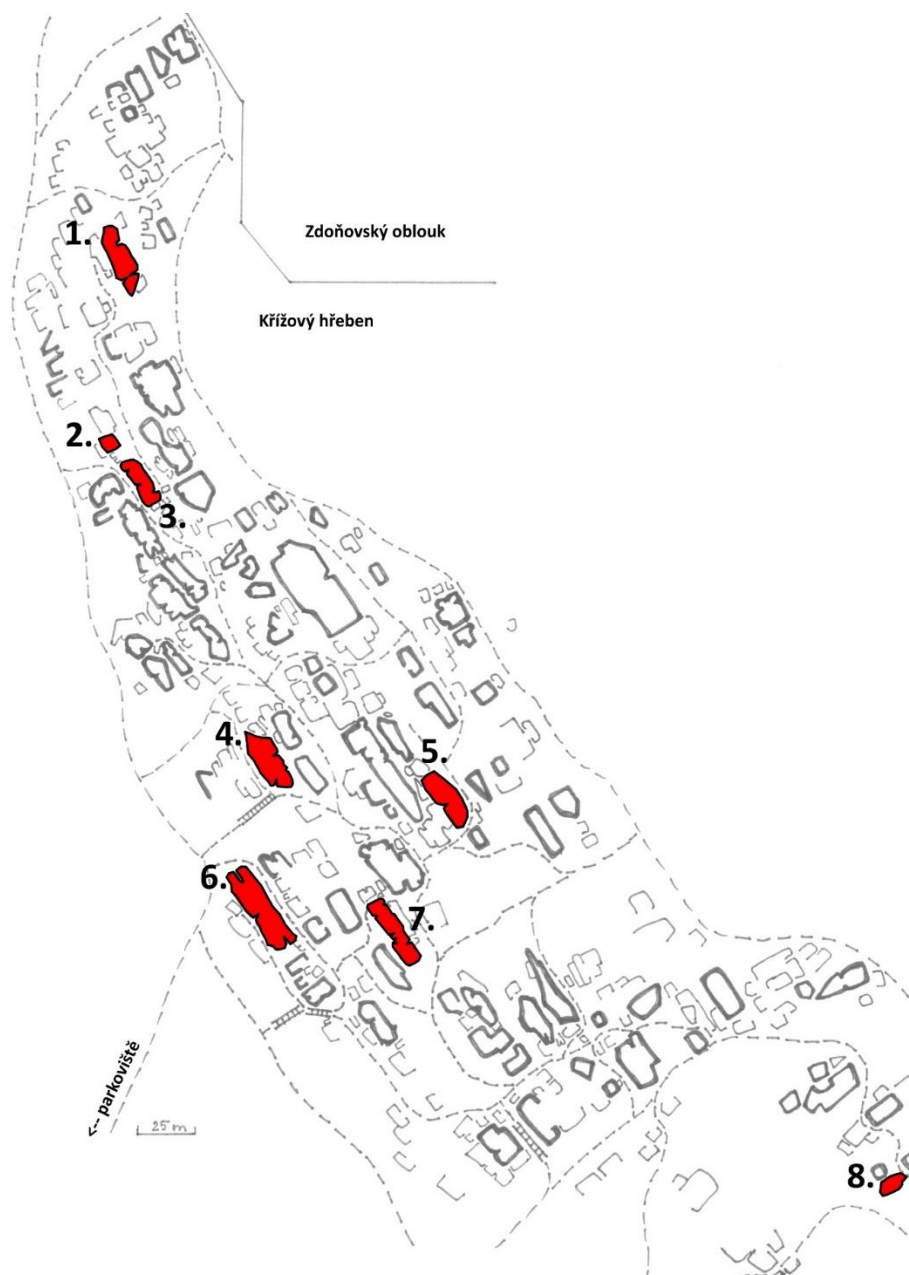 1.
Zdoňovský oblouk
Křížový hřeben
2.
3.
4.
5.
6.
7.
<-- parkoviště
25 m
8.